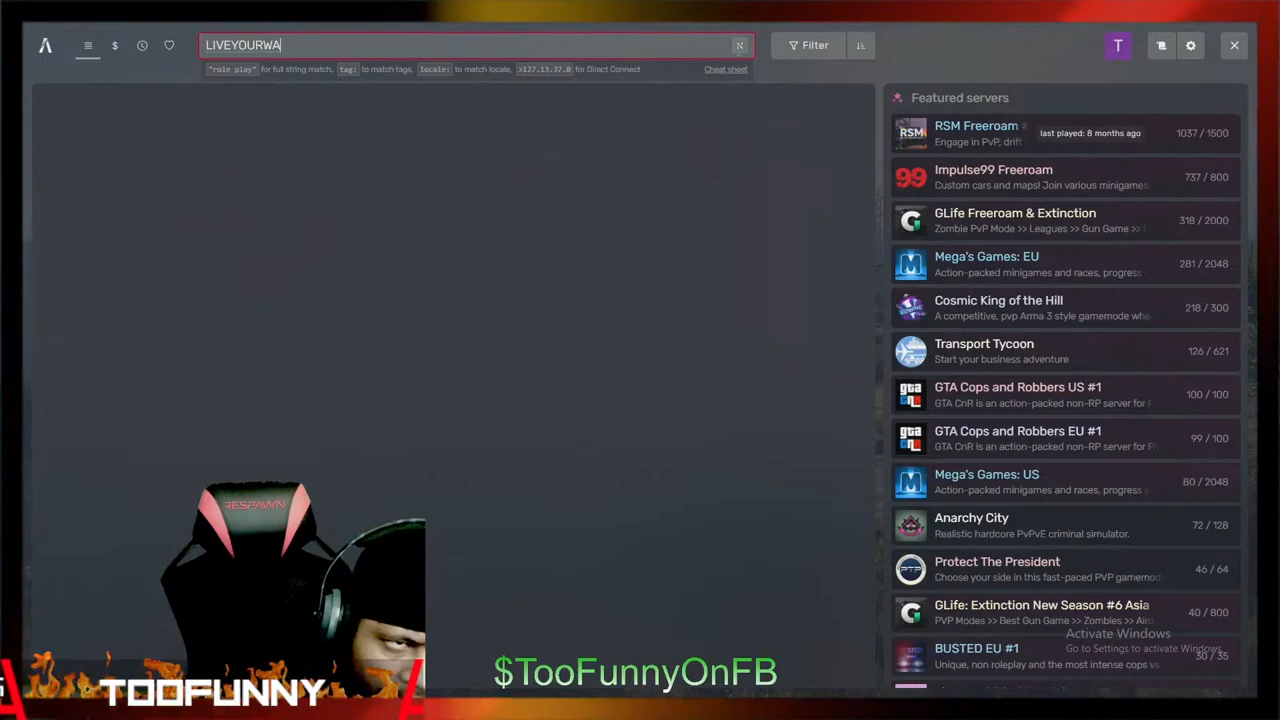 $
LIVEYOURWA
Filter
T
"role play" for full string match, tag: to match tags, locale: to match locale, >127.13.37.0 for Direct Connect
Cheat sheet
Featured servers
RSM
RSM Freeroam
last played: 8 months ago
1037 / 1500
Engage in PvP, drift
99
Impulse99 Freeroam
737 / 800
Custom cars and maps! Join various minigames
GLife Freeroam & Extinction
318 / 2000
Zombie PvP Mode >> Leagues >> Gun Game >>
Mega's Games: EU
281 / 2048
Action-packed minigames and races, progress
Cosmic King of the Hill
218 / 300
A competitive, pvp Arma 3 style gamemode whe
Transport Tycoon
126 / 621
Start your business adventure
gta
CnR
GTA Cops and Robbers US #1
100 / 100
GTA CnR is an action-packed non-RP server for F
gta
CnR
GTA Cops and Robbers EU #1
99 / 100
GTA CnR is an action-packed non-RP server for
Mega's Games: US
80 / 2048
Action-packed minigames and races, progress
Anarchy City
72 / 128
Realistic hardcore PvPvE criminal simulator.
PTP
Protect The President
46 / 64
Choose your side in this fast-paced PVP gamemod
GLife: Extinction New Season #6 Asia
40 / 800
PVP Modes >> Best Gun Game >> Zombies >> Air
Activate Windows
Go to Settings to activate Windows.
BUSTED EU #1
30 / 35
Unique, non roleplay and the most intense cops v
RESPAWN
TOOFUNNY
$TooFunnyOnFB